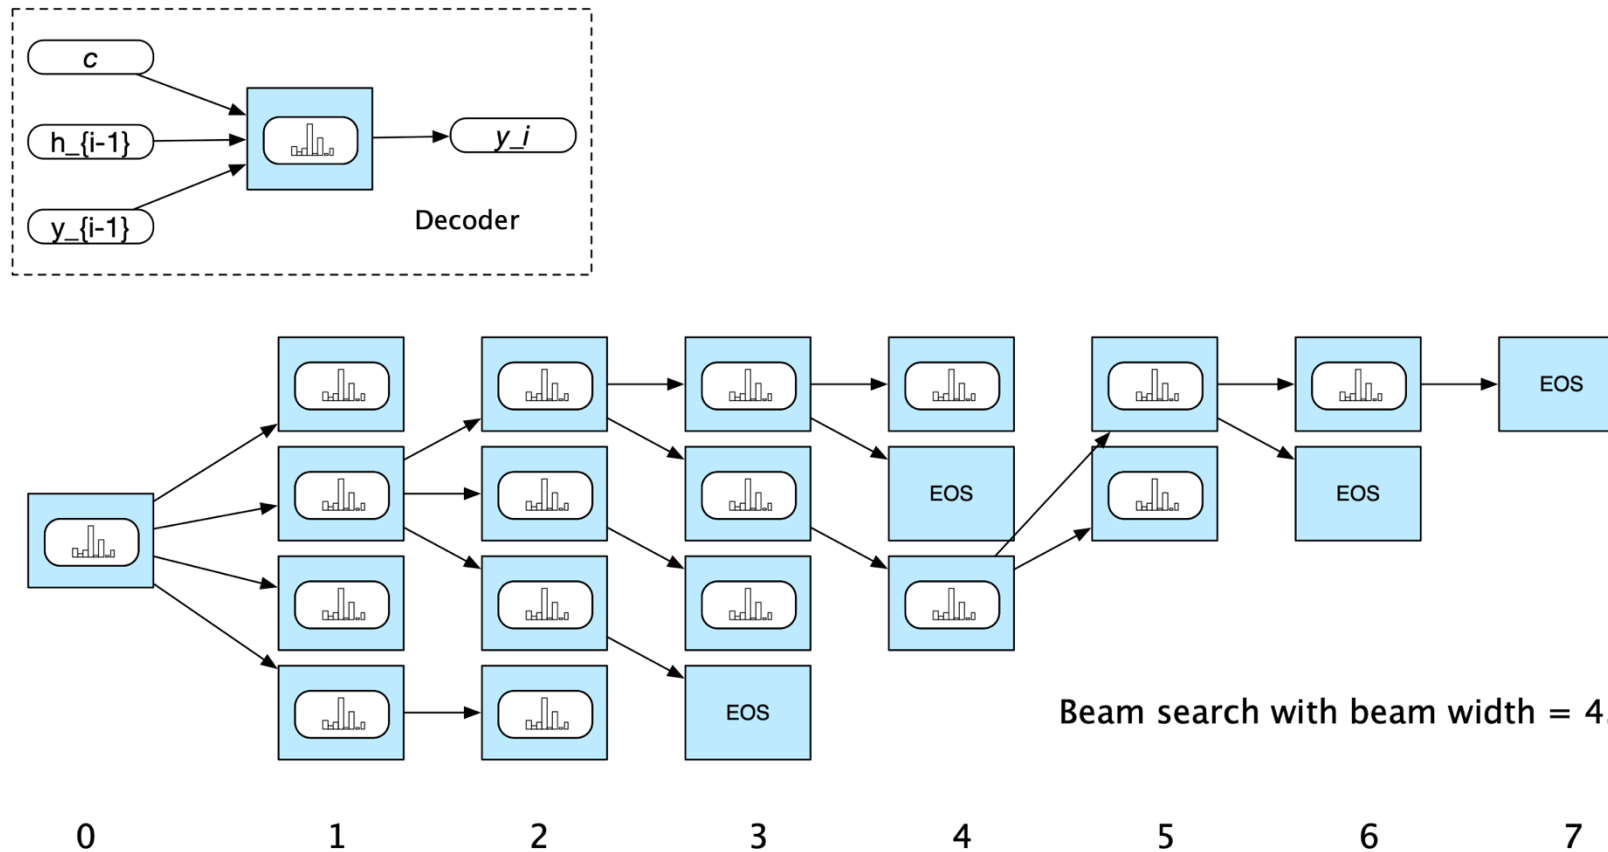 c
h_{i-1}
y_i
y_{i-1}
Decoder
EOS
EOS
EOS
EOS
Beam search with beam width = 4.
0 1 2 3 4 5 6 7